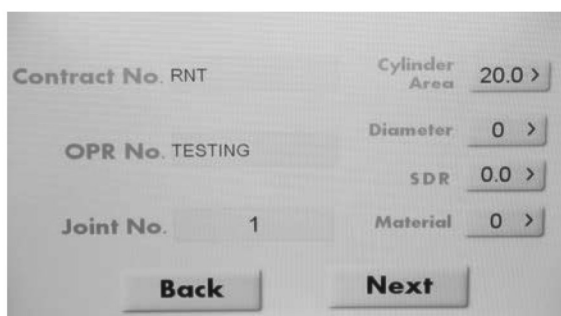 Contract No. RNT
Cylinder
Area
20.0 >
OPR No. TESTING
Diameter
0 >
SDR
0.0 >
Joint No. 1
Material
0 >
Back
Next